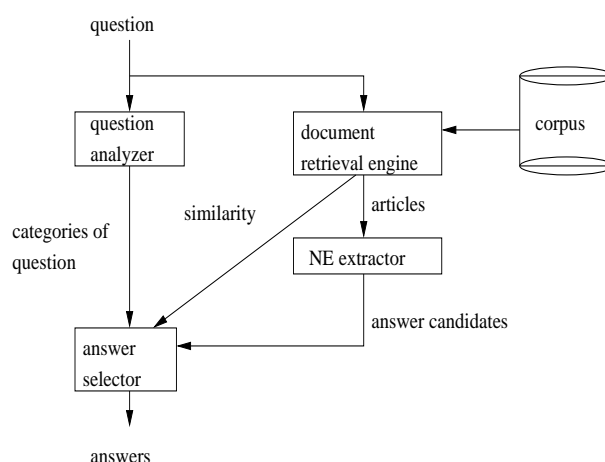 question
question
analyzer
document
retrieval engine
corpus
similarity
articles
categories of
question
NE extractor
answer candidates
answer
selector
answers